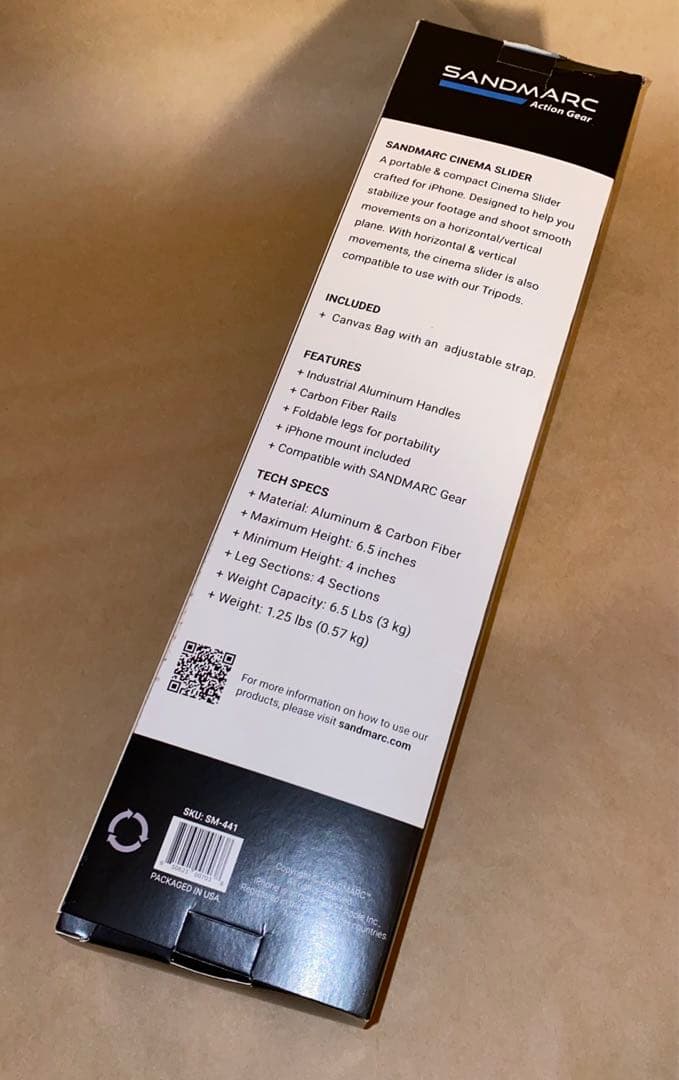 SANDMARC
Action Gear
SANDMARC CINEMA SLIDER
A portable & compact Cinema Slider
crafted for iPhone. Designed to help you
stabilize your footage and shoot smooth
movements on a horizontal/vertical
plane. With horizontal & vertical
movements, the cinema slider is also
compatible to use with our Tripods.
INCLUDED
+ Canvas Bag with an adjustable strap.
FEATURES
+ Industrial Aluminum Handles
+ Carbon Fiber Rails
+ Foldable legs for portability
+ iPhone mount included
+ Compatible with SANDMARC Gear
TECH SPECS
+ Material: Aluminum & Carbon Fiber
+ Maximum Height: 6.5 inches
+ Minimum Height: 4 inches
+ Leg Sections: 4 Sections
+ Weight Capacity: 6.5 Lbs (3 kg)
+ Weight: 1.25 lbs (0.57 kg)
For more information on how to use our
products, please visit sandmarc.com
SKU: SM-441
PACKAGED IN USA
Copyright SANDMARC™
iPhone
Apple Inc.,
countries